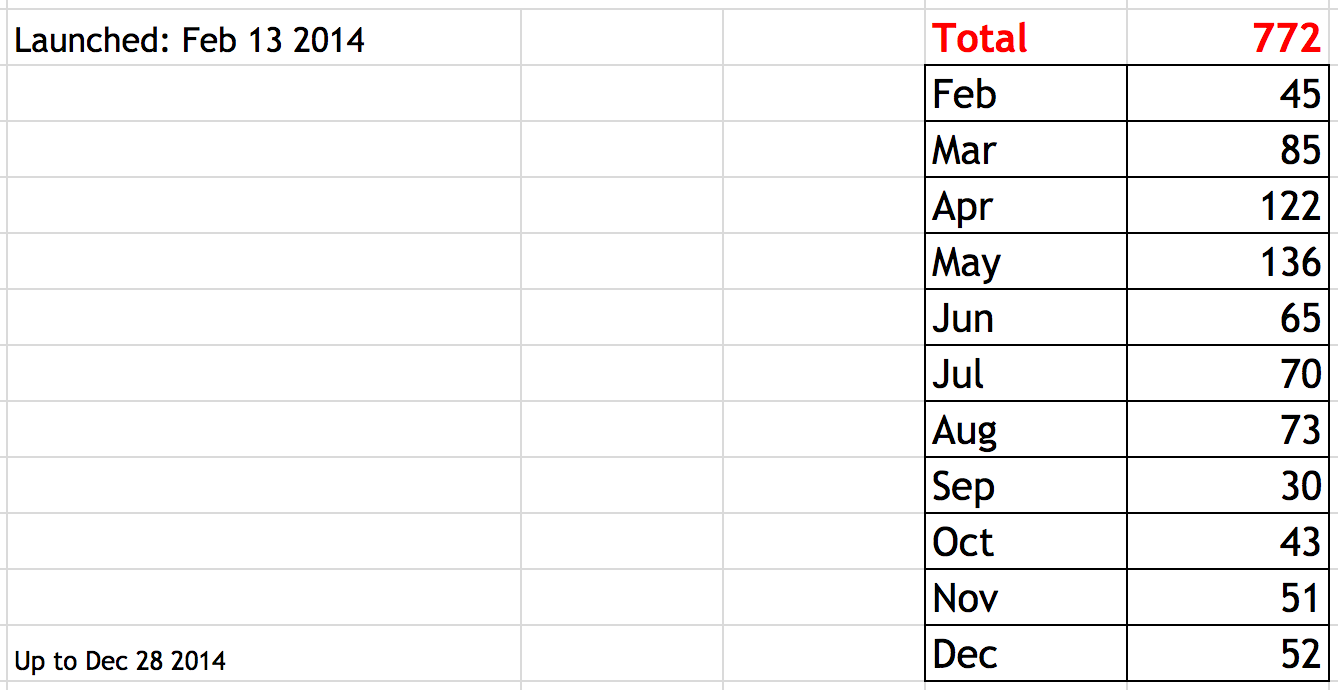 Launched: Feb 13 2014 Total 772
Feb 45
Mar 85
Apr 122
May 136
Jun 65
Jul 70
Aug 73
Sep 30
Oct 43
Nov 51
Up to Dec 28 2014 Dec 52